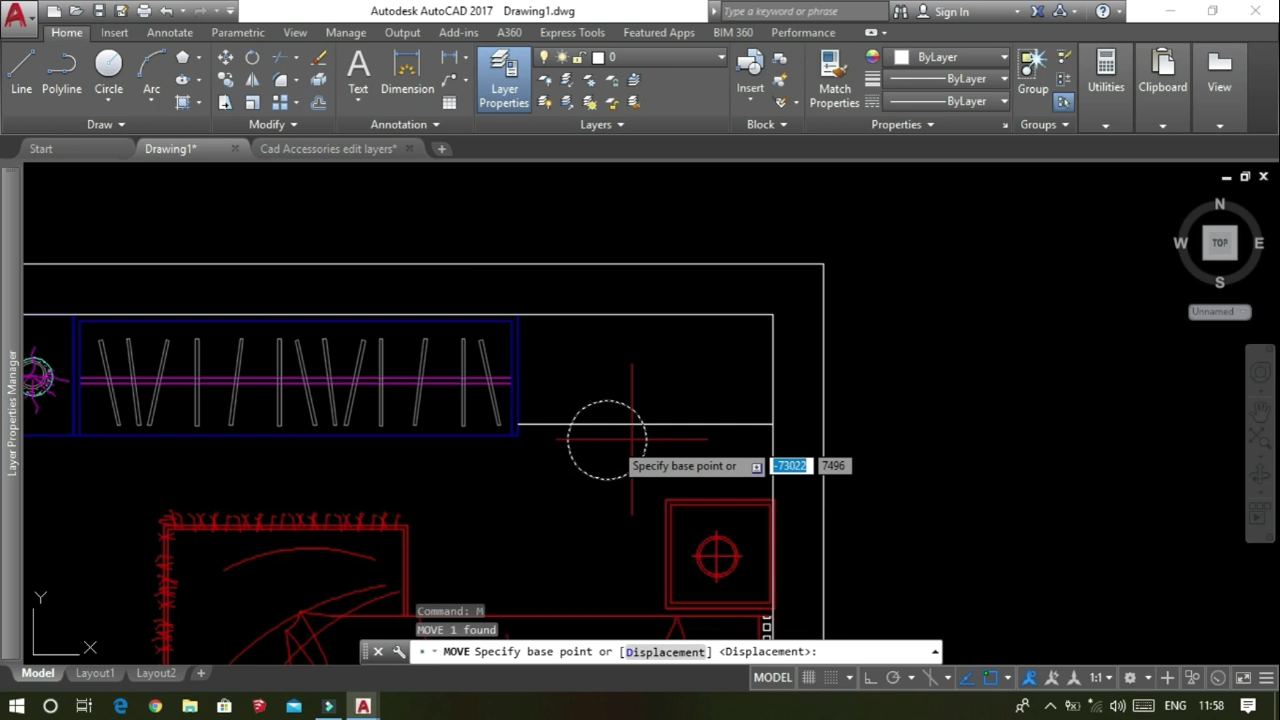 Autodesk AutoCAD 2017 Drawing1.dwg
Type a keyword or phrase
Sign In
Home Insert Annotate Parametric View Manage Output Add-ins A360 Express Tools Featured Apps BIM 360 Performance
Line Polyline Circle Arc
Text Dimension
Layer Properties
0
Insert
Match Properties
ByLayer
ByLayer
ByLayer
Group
Utilities
Clipboard
View
Draw Modify Annotation Layers Block Properties Groups
Start Drawing1* Cad Accessories edit layers*
N
W TOP E
S
Unnamed
Layer Properties Manager
Specify base point or -73022 7496
Y
X
Command: M
MOVE 1 found
MOVE Specify base point or [Displacement] <Displacement>:
Model Layout1 Layout2
MODEL 1:1
ENG 11:58